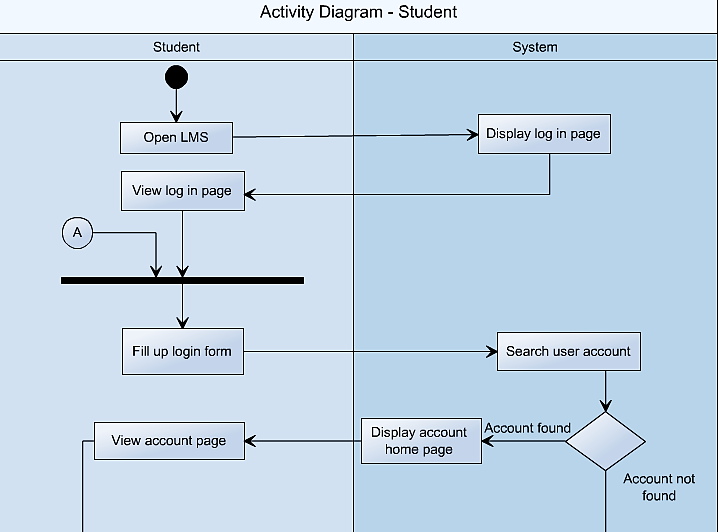 Activity Diagram - Student
Student
System
Open LMS
Display log in page
View log in page
A
Fill up login form
Search user account
Account found
View account page
Display account
home page
Account not
found